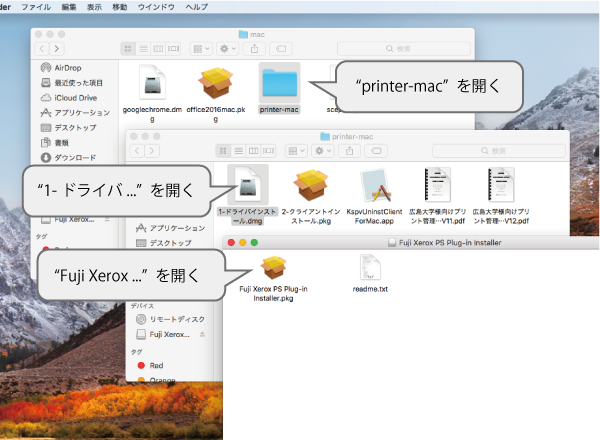 der ファイル 編集 表示 移動 ウインドウ ヘルプ
mac
検索
AirDrop
最近使った項目
iCloud Drive
アプリケーション
デスクトップ
書類
ダウンロード
googlechrome.dm
g
office2016mac.pk
g
printer-mac
“printer-mac” を開く
printer-mac
検索
“1- ドライバ ...” を開く
1-ドライバインスト
ール.dmg
2-クライアントイン
ストール.pkg
KspvUninstClient
ForMac.app
広島大学様向けプリ
ント管理…V11.pdf
広島大学様向けプリ
ント管理…V12.pdf
Fuji Xerox...
タグ
アプリケーション
デスクトップ
“Fuji Xerox ...” を開く
Fuji Xerox PS Plug-in Installer
Fuji Xerox PS Plug-in
Installer.pkg
readme.txt
デバイス
リモートディスク
Fuji Xerox...
タグ
Red
Orange